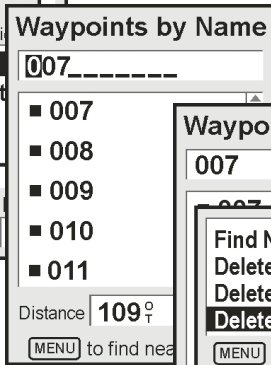 Waypoints by Name
007_______
007
008
009
010
011
Distance 109°T
MENU to find nea
Waypo
007
007
Find N
Delete
Delete
Delete
MENU